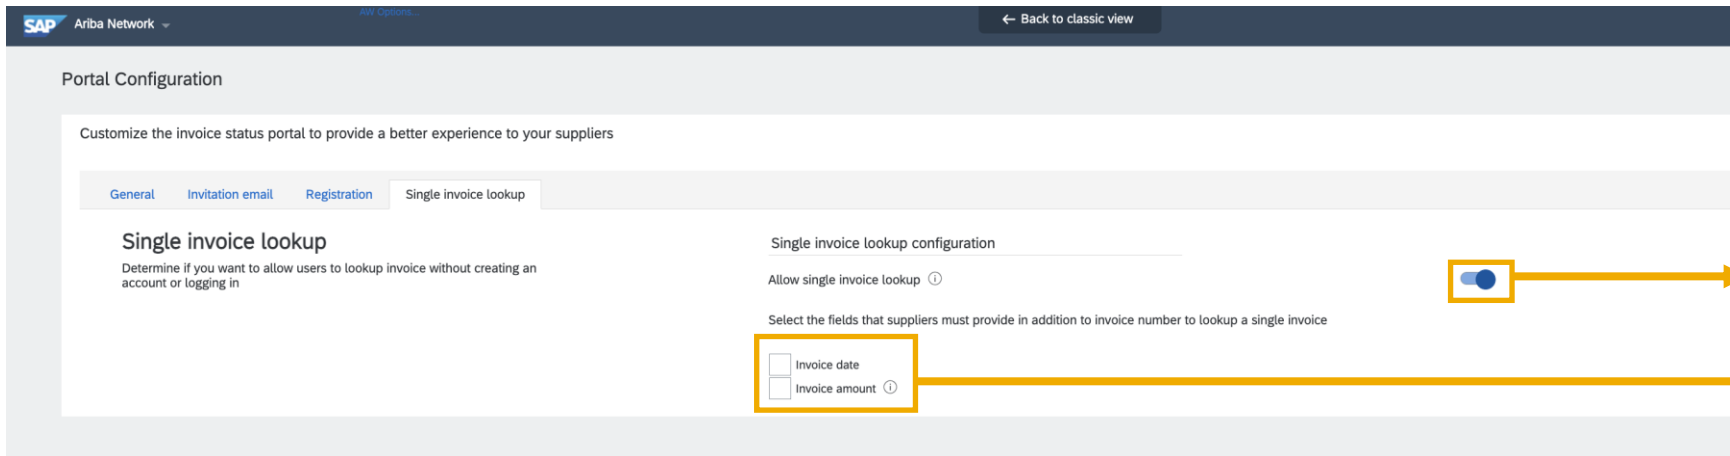 SAP Ariba Network AW Options... ← Back to classic view
Portal Configuration
Customize the invoice status portal to provide a better experience to your suppliers
General Invitation email Registration Single invoice lookup
Single invoice lookup
Determine if you want to allow users to lookup invoice without creating an
account or logging in
Single invoice lookup configuration
Allow single invoice lookup
Select the fields that suppliers must provide in addition to invoice number to lookup a single invoice
Invoice date
Invoice amount